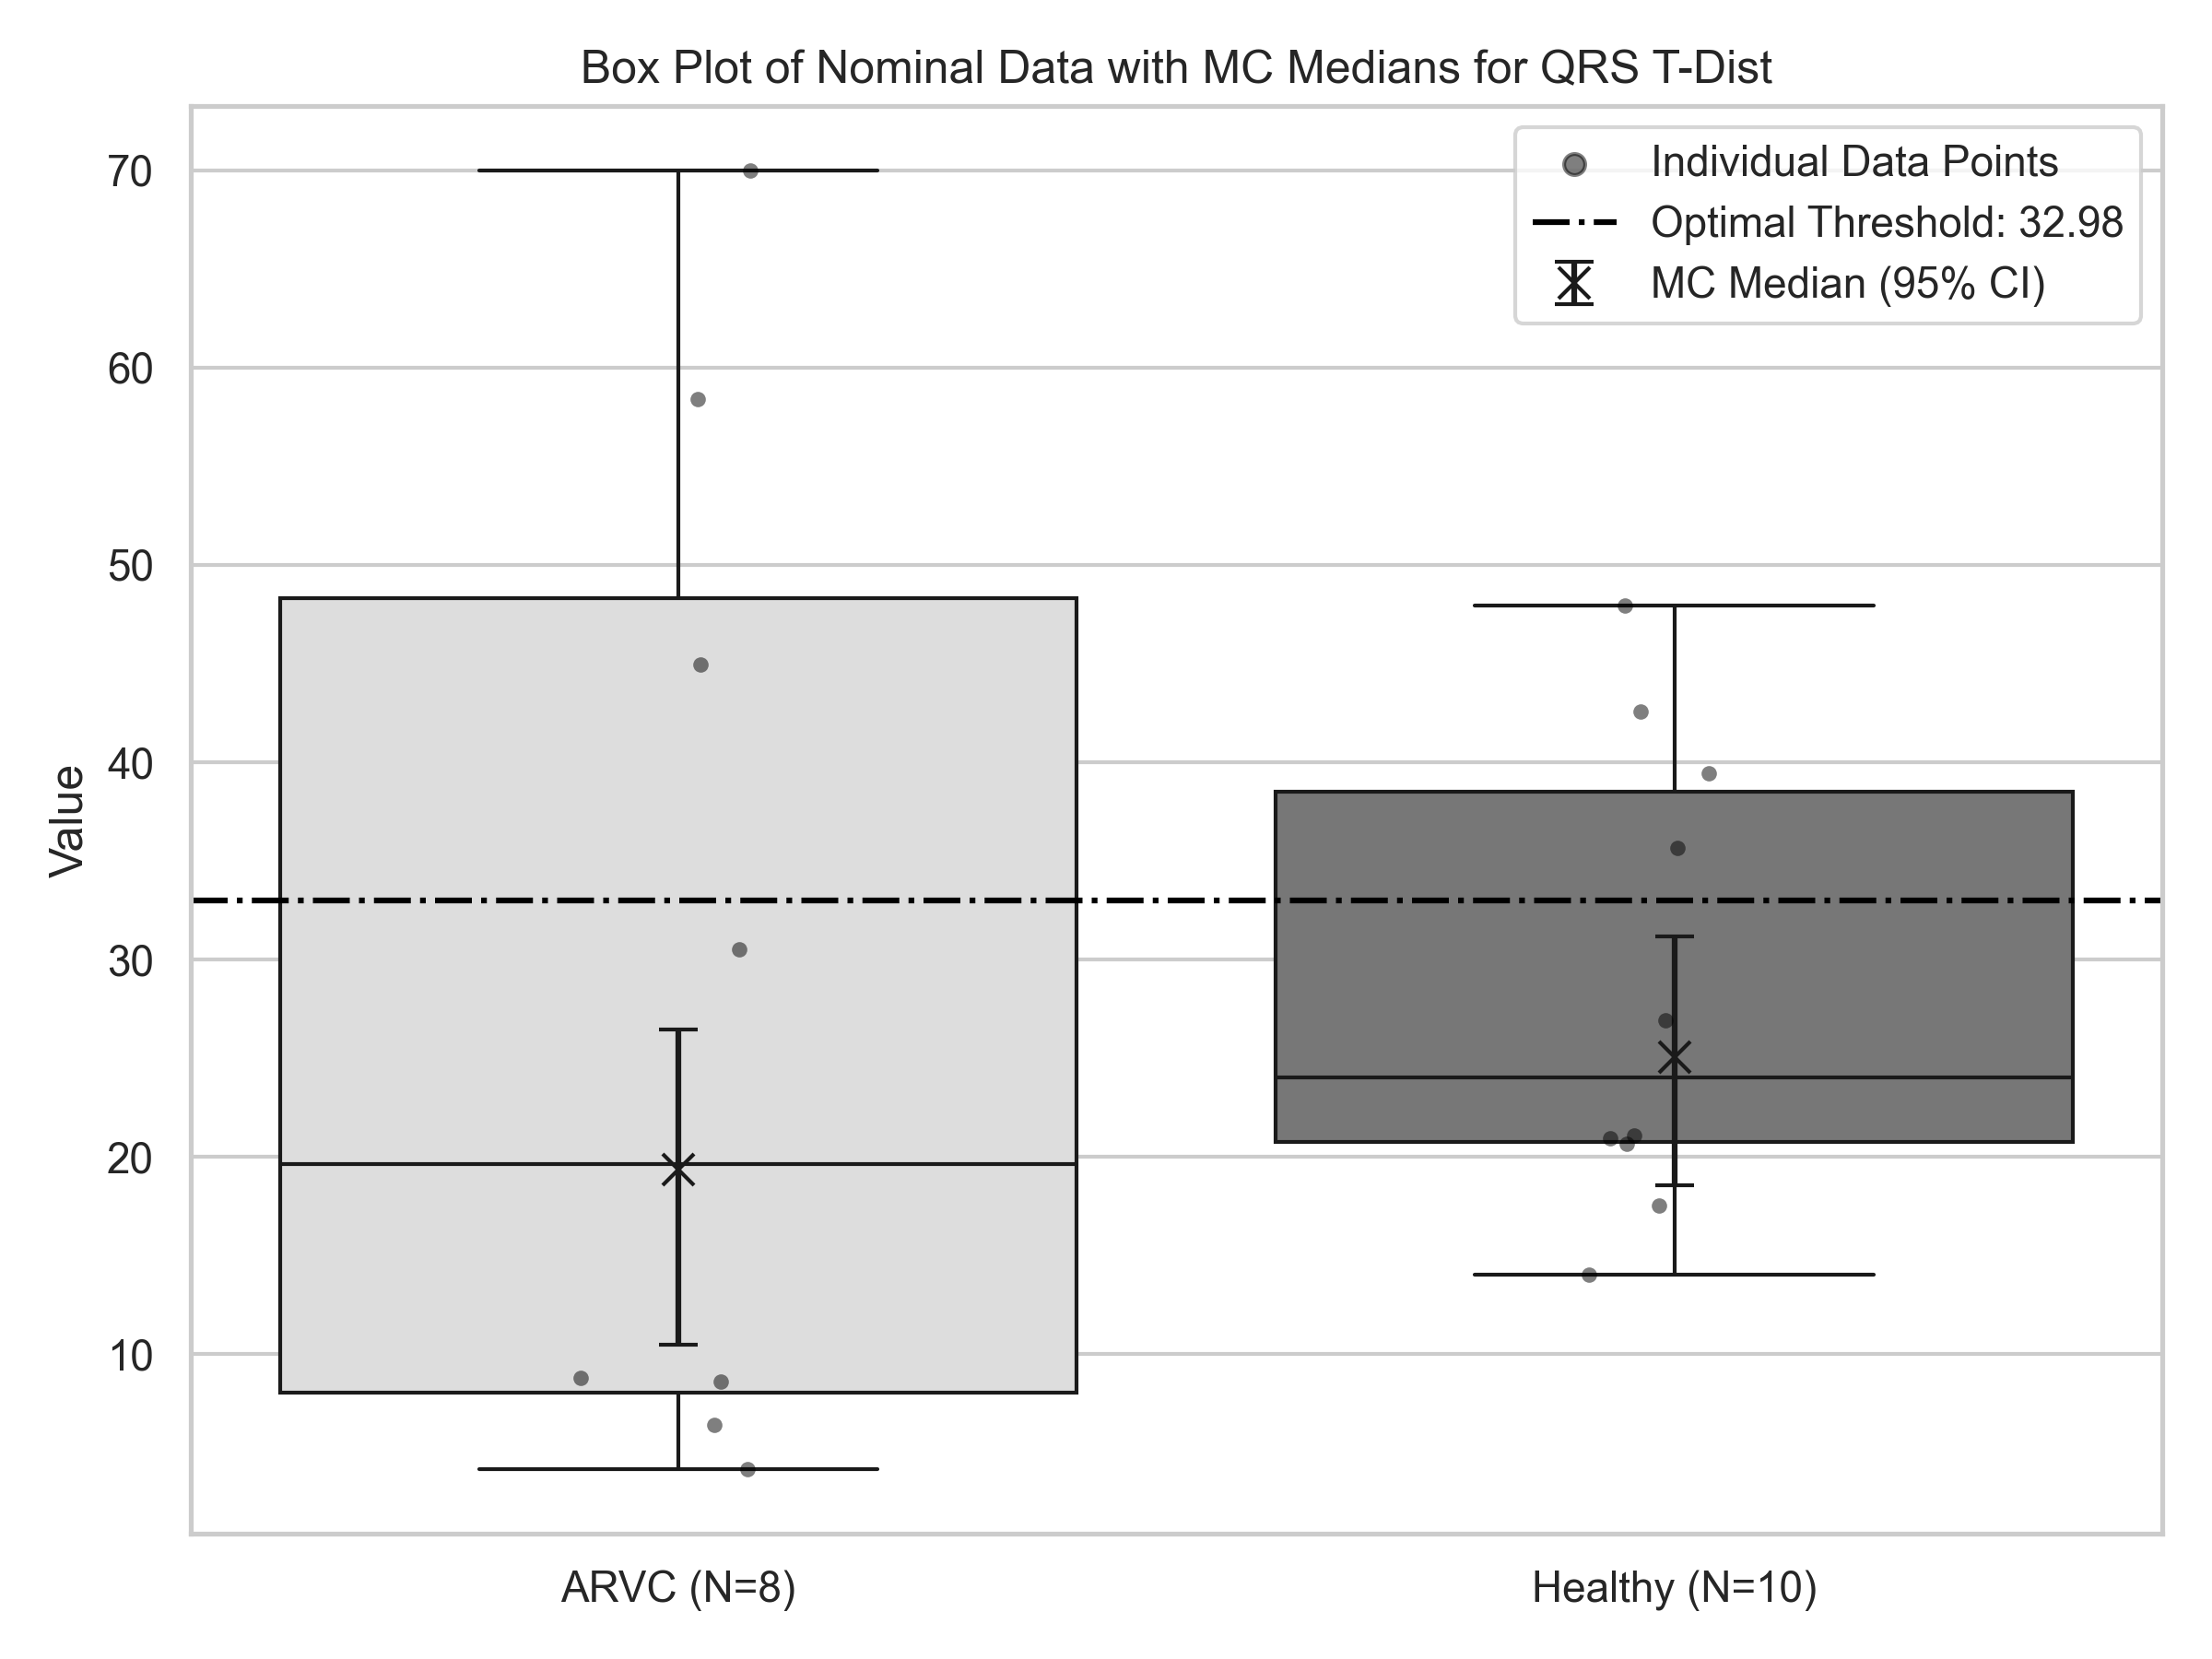 Box Plot of Nominal Data with MC Medians for QRS T-Dist
Individual Data Points
Optimal Threshold: 32.98
MC Median (95% CI)
Value
70
60
50
40
30
20
10
ARVC (N=8)
Healthy (N=10)